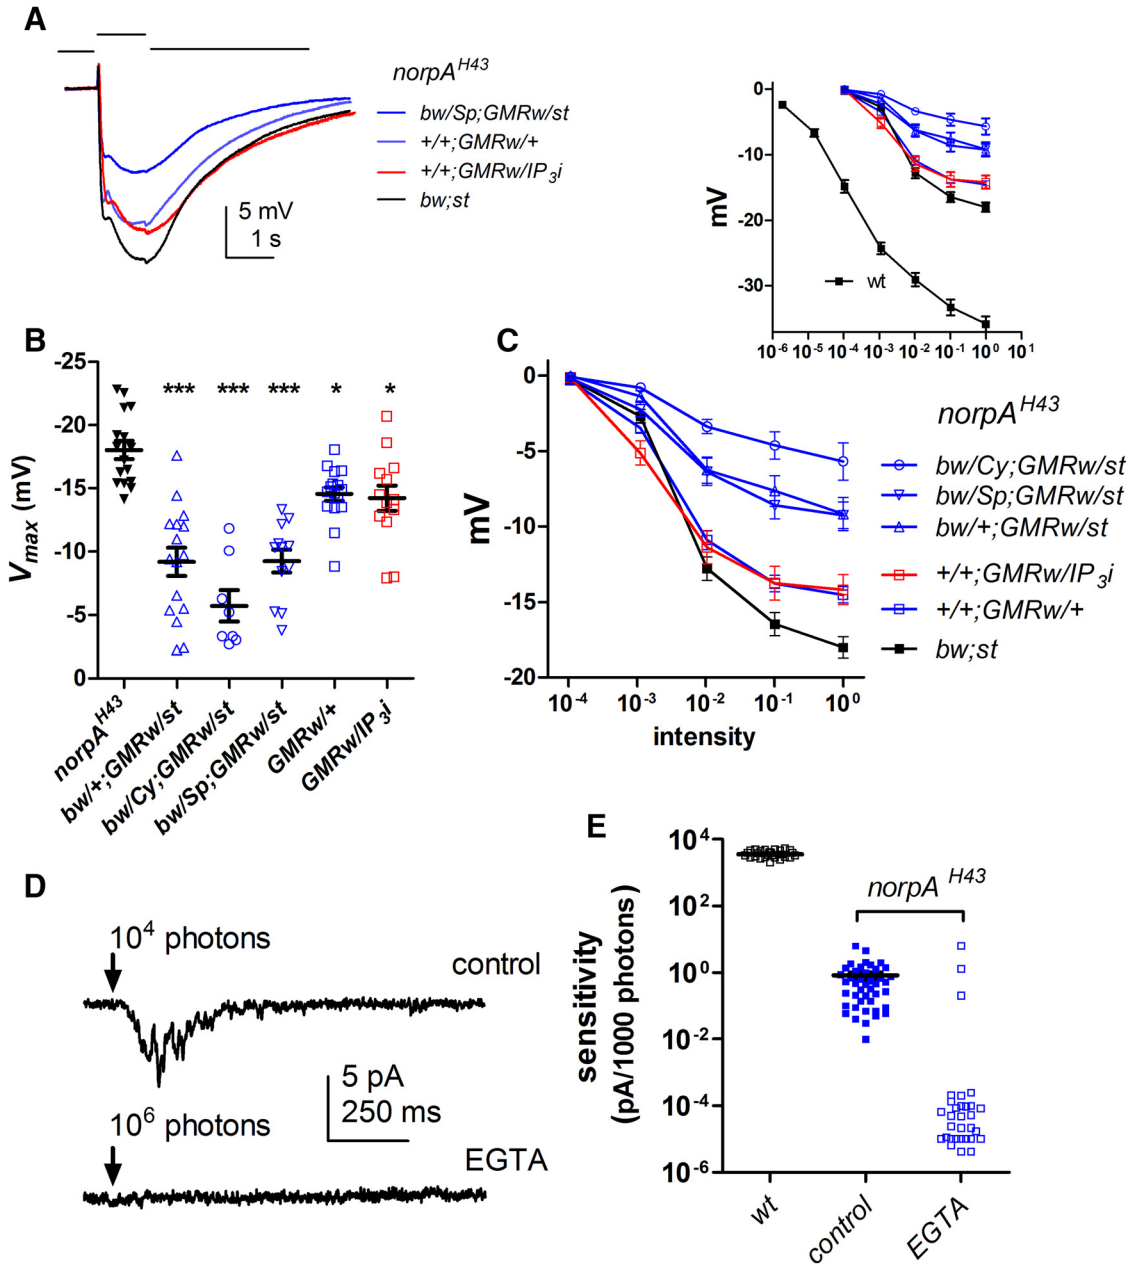 A
norpA^H43
bw/Sp;GMRw/st
+/+;GMRw/+
+/+;GMRw/IP₃i
bw;st
5 mV
1 s
0
-10
-20
-30
mV
wt
10^-6 10^-5 10^-4 10^-3 10^-2 10^-1 10^0 10^1
B
-25
-20
-15
-10
-5
0
V_max (mV)
*** *** *** * *
norpA^H43
bw/+;GMRw/st
bw/Cy;GMRw/st
bw/Sp;GMRw/st
GMRw/+
GMRw/IP₃i
C
0
-5
-10
-15
-20
mV
10^-4 10^-3 10^-2 10^-1 10^0
intensity
norpA^H43
bw/Cy;GMRw/st
bw/Sp;GMRw/st
bw/+;GMRw/st
+/+;GMRw/IP₃i
+/+;GMRw/+
bw;st
D
10^4 photons
control
5 pA
250 ms
10^6 photons
EGTA
E
10^4
10^2
10^0
10^-2
10^-4
10^-6
sensitivity
(pA/1000 photons)
norpA^H43
wt
control
EGTA